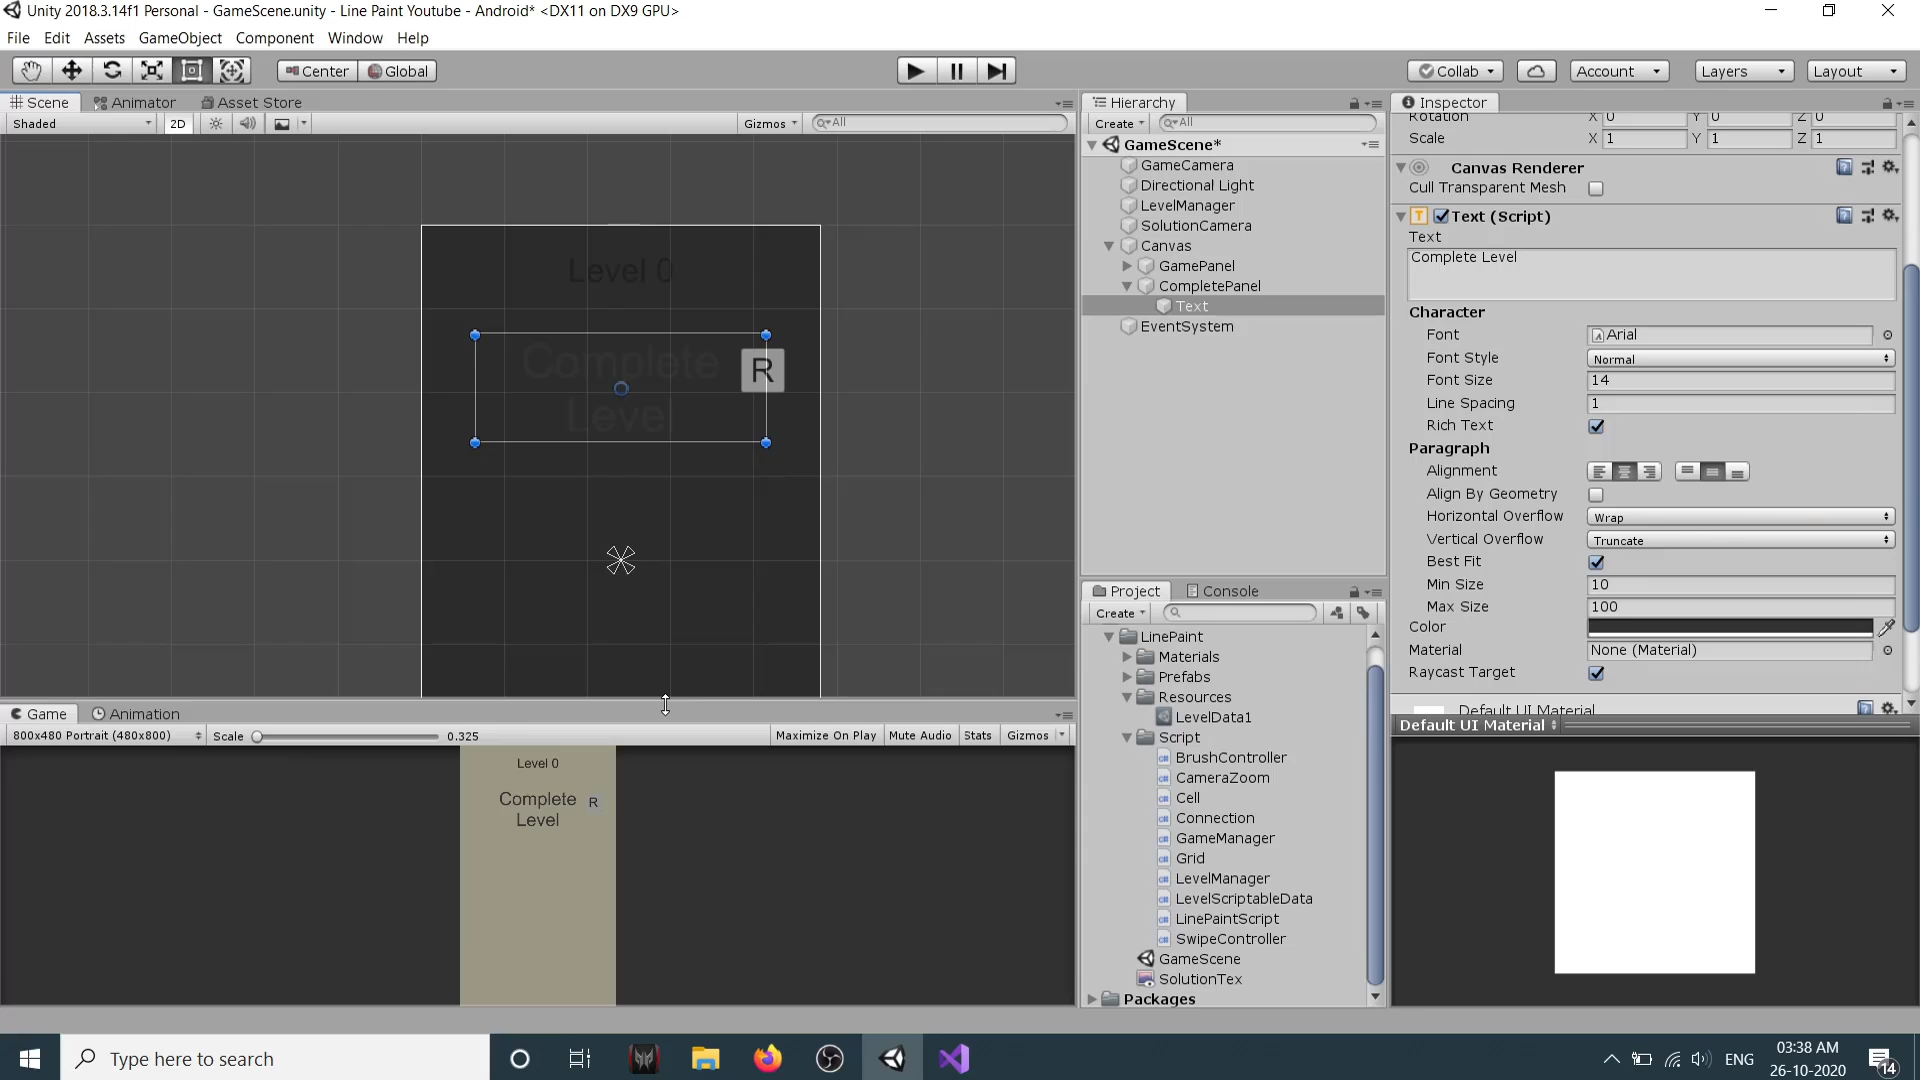 Unity 2018.3.14f1 Personal - GameScene.unity - Line Paint Youtube - Android* <DX11 on DX9 GPU>
File Edit Assets GameObject Component Window Help
Center Global Collab Account Layers Layout
Scene Animator Asset Store
Shaded 2D Gizmos All
Level 0
Complete
Level
R
Game Animation
800x480 Portrait (480x800) Scale 0.325 Maximize On Play Mute Audio Stats Gizmos
Level 0
Complete
Level
R
Hierarchy
Create All
GameScene*
GameCamera
Directional Light
LevelManager
SolutionCamera
Canvas
GamePanel
CompletePanel
Text
EventSystem
Project Console
Create
LinePaint
Materials
Prefabs
Resources
LevelData1
Script
BrushController
CameraZoom
Cell
Connection
GameManager
Grid
LevelManager
LevelScriptableData
LinePaintScript
SwipeController
GameScene
SolutionTex
Packages
Inspector
Rotation X 0 Y 0 Z 0
Scale X 1 Y 1 Z 1
Canvas Renderer
Cull Transparent Mesh
Text (Script)
Text
Complete Level
Character
Font Arial
Font Style Normal
Font Size 14
Line Spacing 1
Rich Text
Paragraph
Alignment
Align By Geometry
Horizontal Overflow Wrap
Vertical Overflow Truncate
Best Fit
Min Size 10
Max Size 100
Color
Material None (Material)
Raycast Target
Default UI Material
Default UI Material
Type here to search
ENG
03:38 AM
26-10-2020
14